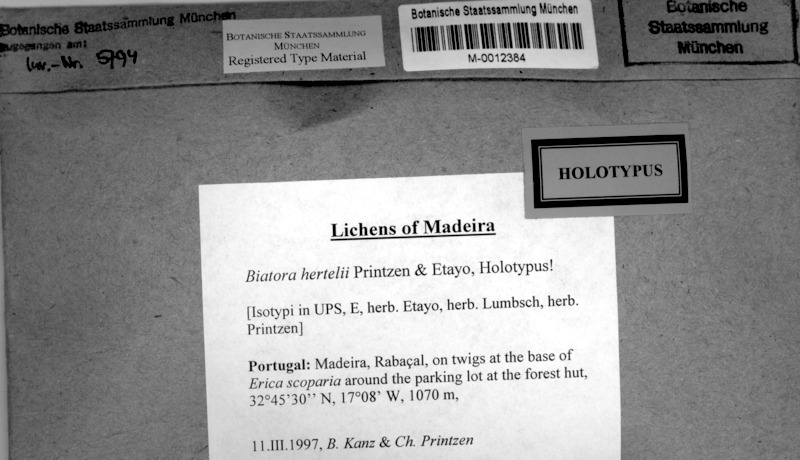 Botanische Staatssammlung München
zugegangen am:
Inv.-Nr. 5794
BOTANISCHE STAATSSAMMLUNG
MÜNCHEN
Registered Type Material
Botanische Staatssammlung München
M-0012384
Botanische
Staatssammlung
München
HOLOTYPUS
Lichens of Madeira
Biatora hertelii Printzen & Etayo, Holotypus!
[Isotypi in UPS, E, herb. Etayo, herb. Lumbsch, herb.
Printzen]
Portugal: Madeira, Rabaçal, on twigs at the base of
Erica scoparia around the parking lot at the forest hut,
32°45'30'' N, 17°08' W, 1070 m,
11.III.1997, B. Kanz & Ch. Printzen